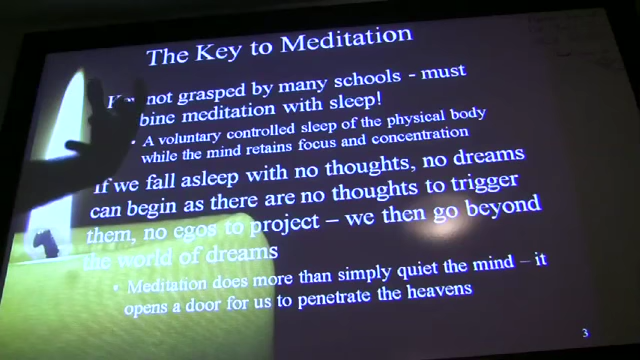 The Key to Meditation
not grasped by many schools - must
bine meditation with sleep!
• A voluntary controlled sleep of the physical body
while the mind retains focus and concentration
If we fall asleep with no thoughts, no dreams
can begin as there are no thoughts to trigger
them, no egos to project – we then go beyond
the world of dreams
• Meditation does more than simply quiet the mind – it
opens a door for us to penetrate the heavens
3